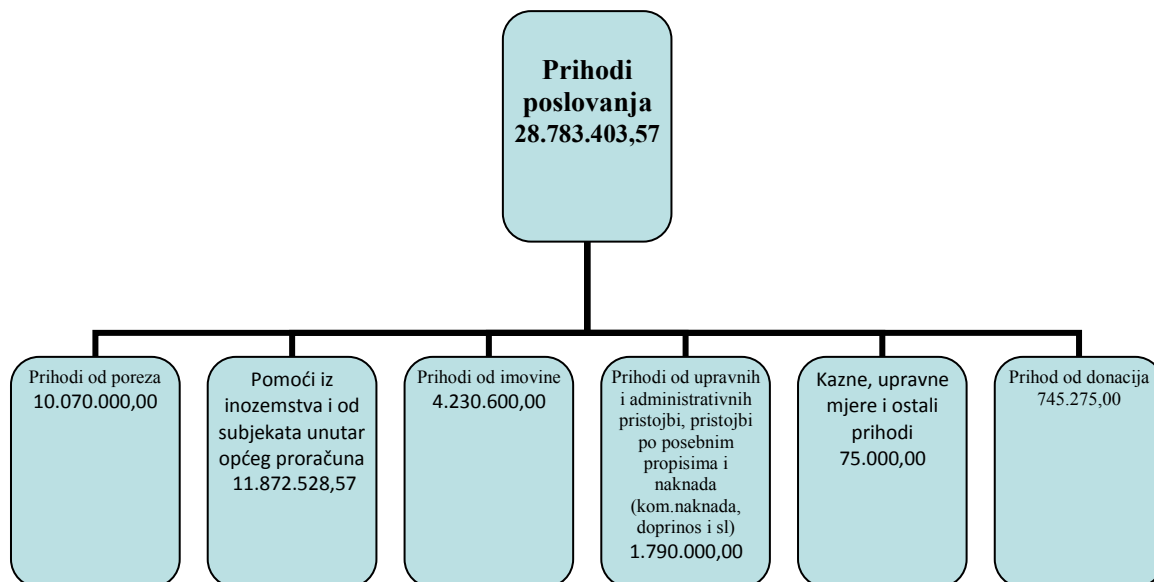 Prihodi
poslovanja
28.783.403,57
Prihodi od poreza
10.070.000,00
Pomoći iz
inozemstva i od
subjekata unutar
općeg proračuna
11.872.528,57
Prihodi od imovine
4.230.600,00
Prihodi od upravnih
i administrativnih
pristojbi, pristojbi
po posebnim
propisima i
naknada
(kom.naknada,
doprinos i sl)
1.790.000,00
Kazne, upravne
mjere i ostali
prihodi
75.000,00
Prihod od donacija
745.275,00